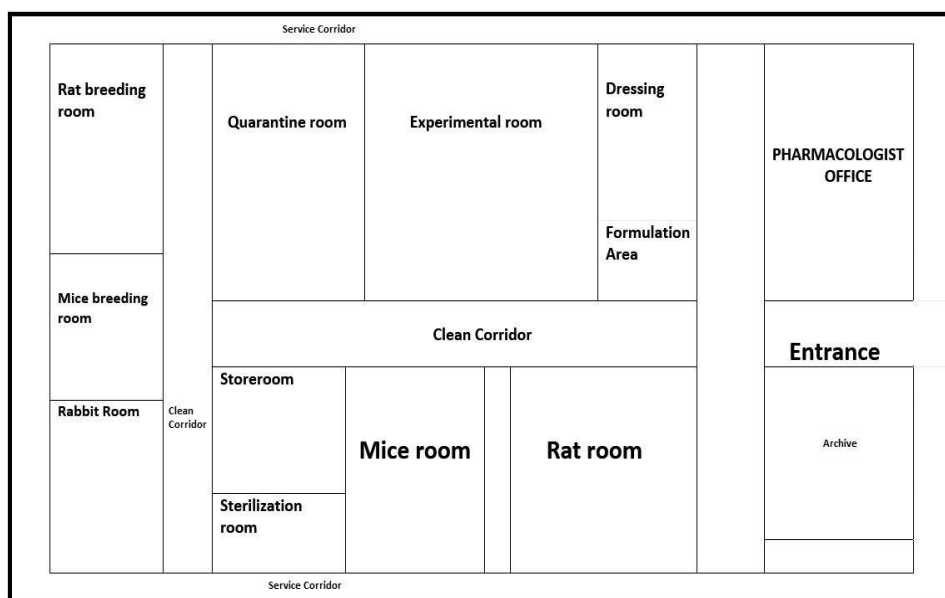 Service Corridor
Rat breeding
room
Quarantine room
Experimental room
Dressing
room
PHARMACOLOGIST
OFFICE
Formulation
Area
Mice breeding
room
Clean Corridor
Entrance
Storeroom
Rabbit Room
Clean
Corridor
Mice room
Rat room
Archive
Sterilization
room
Service Corridor